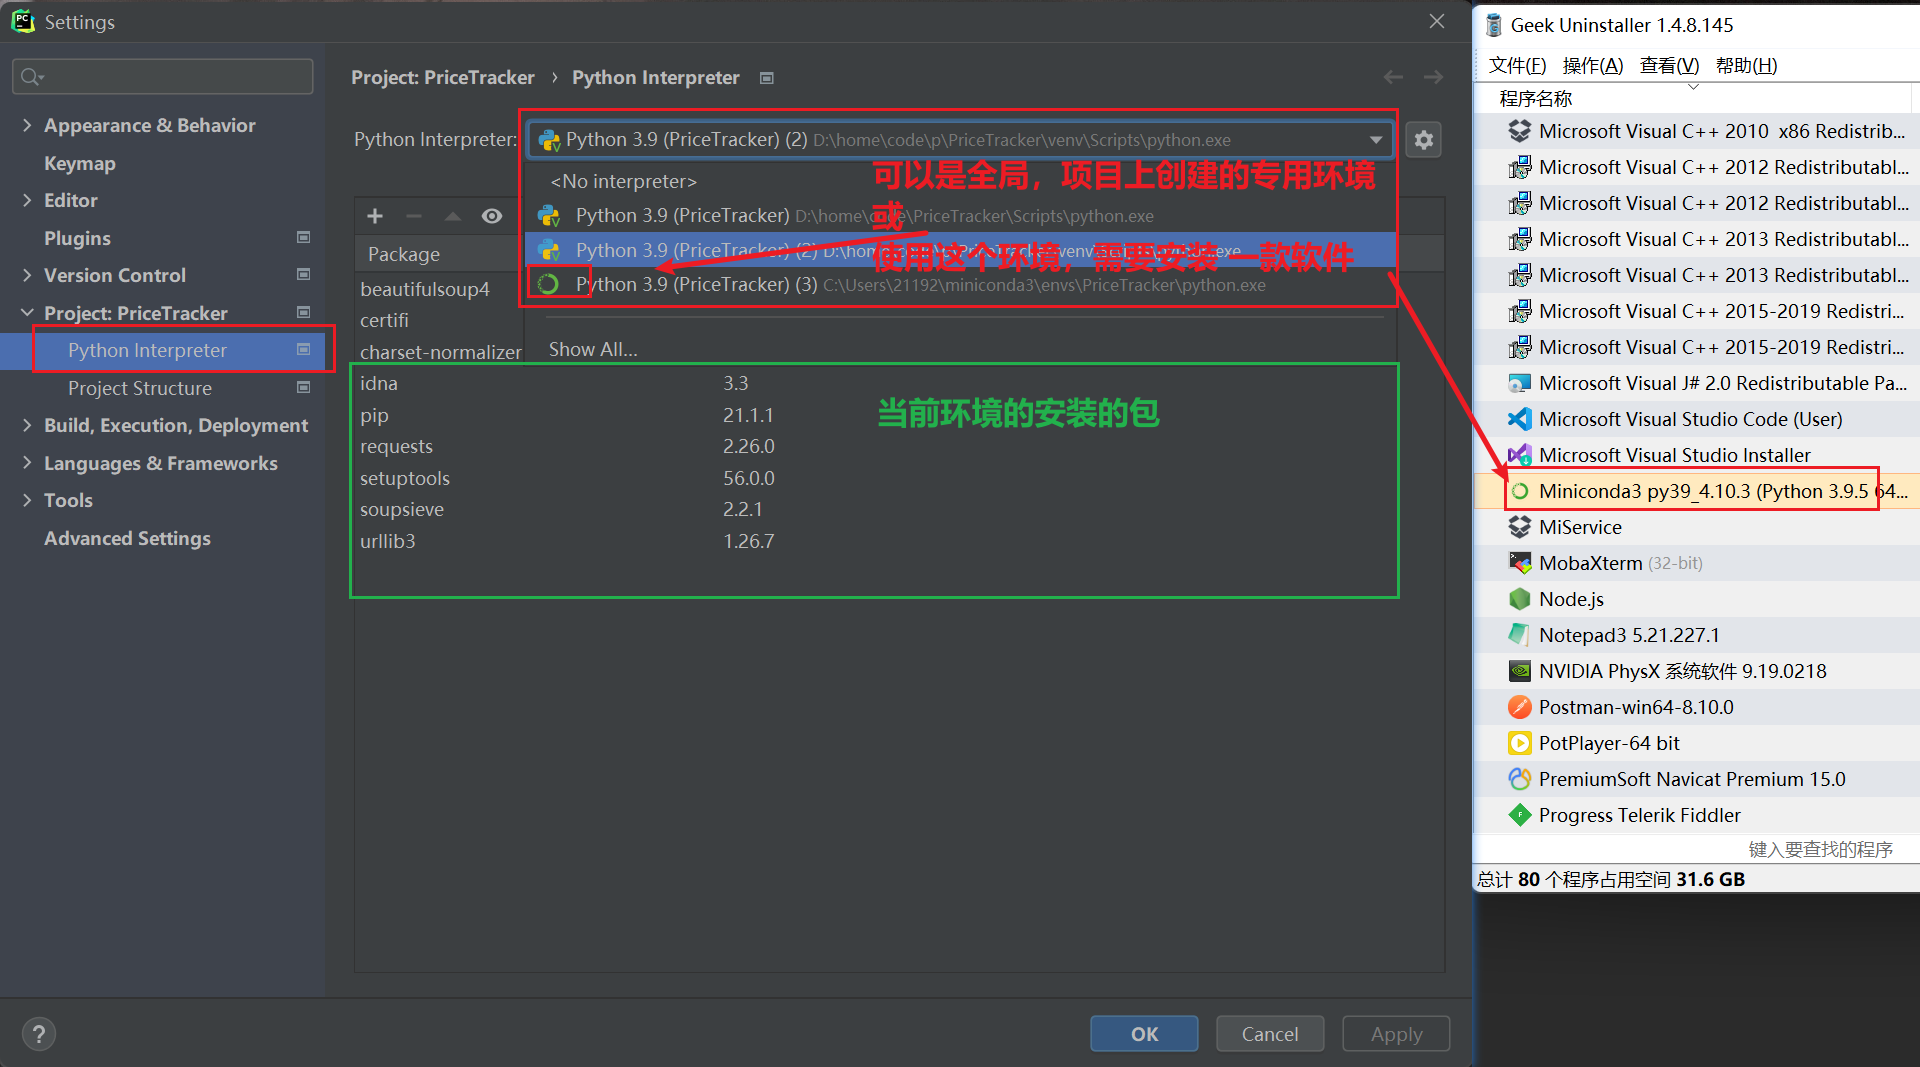 Settings
Project: PriceTracker › Python Interpreter
Appearance & Behavior
Keymap
Editor
Plugins
Version Control
Project: PriceTracker
Python Interpreter
Project Structure
Build, Execution, Deployment
Languages & Frameworks
Tools
Advanced Settings
Python Interpreter: Python 3.9 (PriceTracker) (2) D:\home\code\p\PriceTracker\venv\Scripts\python.exe
<No interpreter>
Python 3.9 (PriceTracker) D:\home\code\PriceTracker\Scripts\python.exe
Python 3.9 (PriceTracker) (2) D:\home\code\p\PriceTracker\venv\Scripts\python.exe
Python 3.9 (PriceTracker) (3) C:\Users\21192\miniconda3\envs\PriceTracker\python.exe
Show All...
可以是全局，项目上创建的专用环境
或
使用这个环境，需要安装一款软件
Package
beautifulsoup4
certifi
charset-normalizer
idna 3.3
pip 21.1.1
requests 2.26.0
setuptools 56.0.0
soupsieve 2.2.1
urllib3 1.26.7
当前环境的安装的包
?
OK
Cancel
Apply
Geek Uninstaller 1.4.8.145
文件(F) 操作(A) 查看(V) 帮助(H)
程序名称
Microsoft Visual C++ 2010 x86 Redistrib...
Microsoft Visual C++ 2012 Redistributabl...
Microsoft Visual C++ 2012 Redistributabl...
Microsoft Visual C++ 2013 Redistributabl...
Microsoft Visual C++ 2013 Redistributabl...
Microsoft Visual C++ 2015-2019 Redistri...
Microsoft Visual C++ 2015-2019 Redistri...
Microsoft Visual J# 2.0 Redistributable Pa...
Microsoft Visual Studio Code (User)
Microsoft Visual Studio Installer
Miniconda3 py39_4.10.3 (Python 3.9.5 64...
MiService
MobaXterm (32-bit)
Node.js
Notepad3 5.21.227.1
NVIDIA PhysX 系统软件 9.19.0218
Postman-win64-8.10.0
PotPlayer-64 bit
PremiumSoft Navicat Premium 15.0
Progress Telerik Fiddler
键入要查找的程序
总计 80 个程序占用空间 31.6 GB